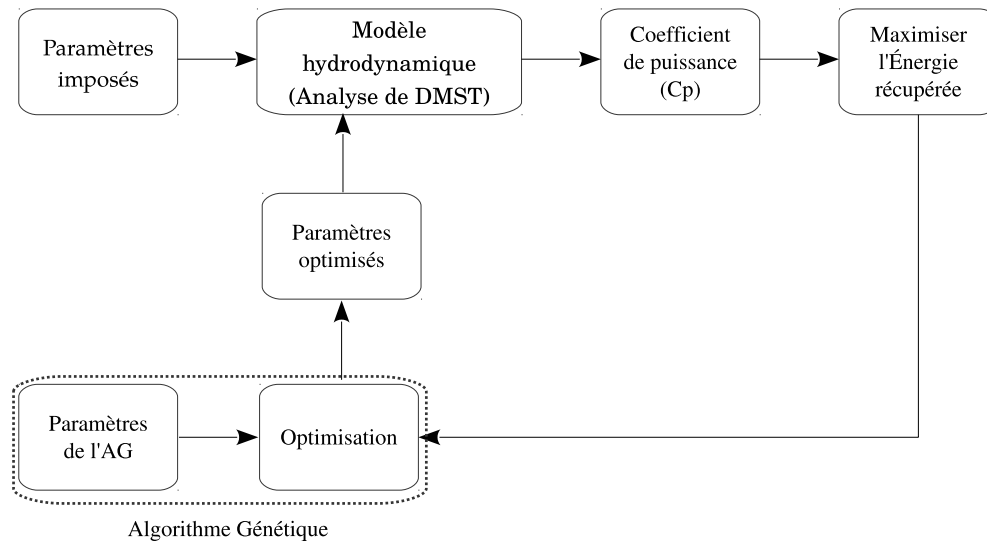 Paramètres
imposés
Modèle
hydrodynamique
(Analyse de DMST)
Coefficient
de puissance
(Cp)
Maximiser
l'Énergie
récupérée
Paramètres
optimisés
Paramètres
de l'AG
Optimisation
Algorithme Génétique